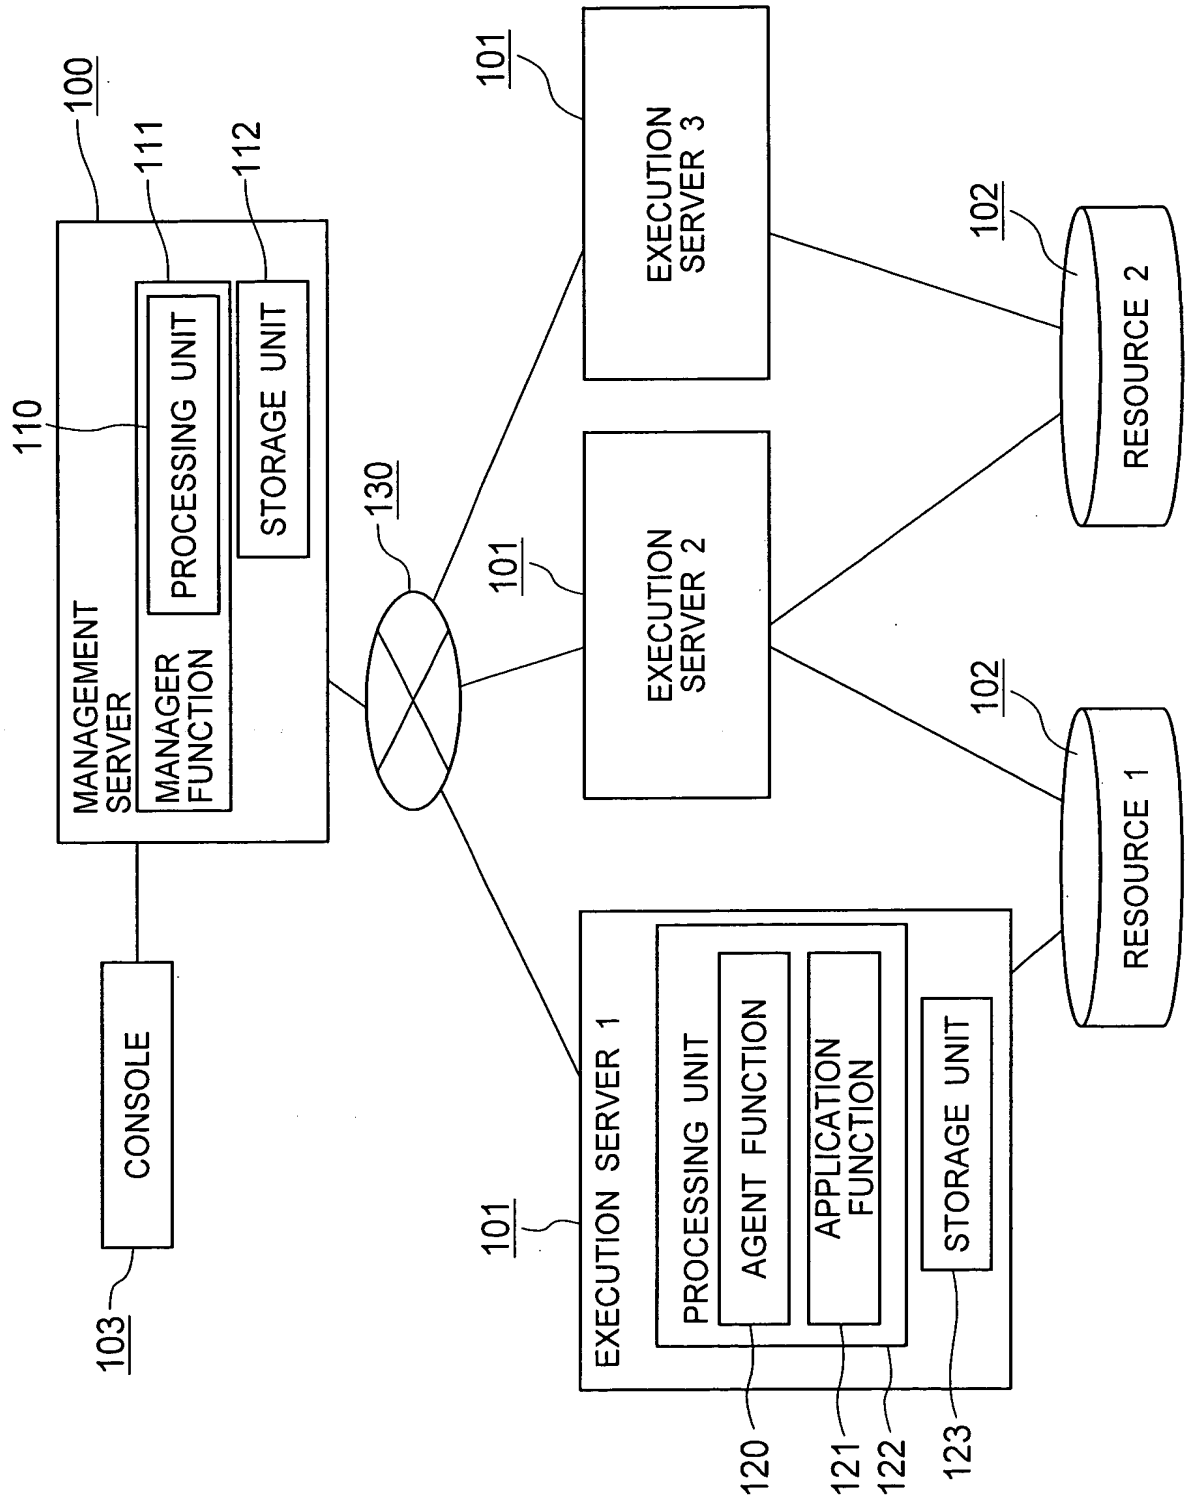 100
111
112
110
MANAGEMENT
SERVER
MANAGER
FUNCTION
PROCESSING UNIT
STORAGE UNIT
103
CONSOLE
130
101
EXECUTION SERVER 1
PROCESSING UNIT
AGENT FUNCTION
APPLICATION
FUNCTION
STORAGE UNIT
120
121
122
123
101
EXECUTION
SERVER 2
101
EXECUTION
SERVER 3
102
RESOURCE 1
102
RESOURCE 2